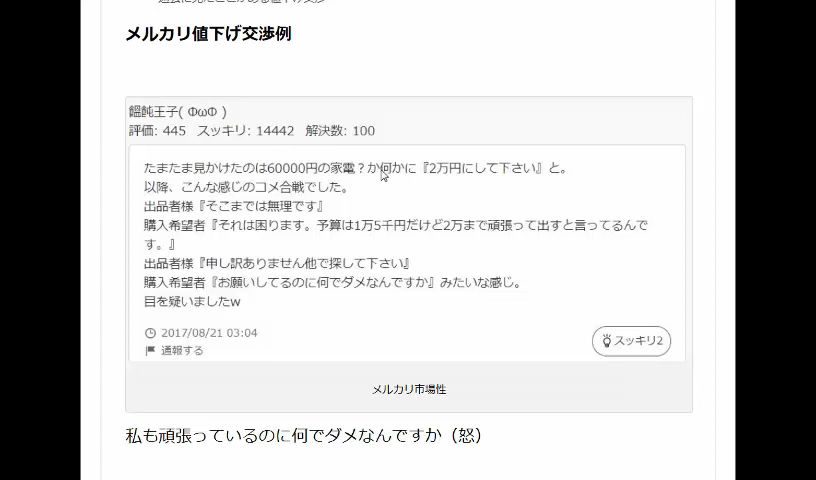 メルカリ値下げ交渉例
饂飩王子( ΦωΦ )
評価: 445 スッキリ: 14442 解決数: 100
たまたま見かけたのは60000円の家電？か何かに『2万円にして下さい』と。
以降、こんな感じのコメ合戦でした。
出品者様『そこまでは無理です』
購入希望者『それは困ります。予算は1万5千円だけど2万まで頑張って出すと言ってるんで
す。』
出品者様『申し訳ありません他で探して下さい』
購入希望者『お願いしてるのに何でダメなんですか』みたいな感じ。
目を疑いましたw
2017/08/21 03:04
通報する
スッキリ2
メルカリ市場性
私も頑張っているのに何でダメなんですか（怒）